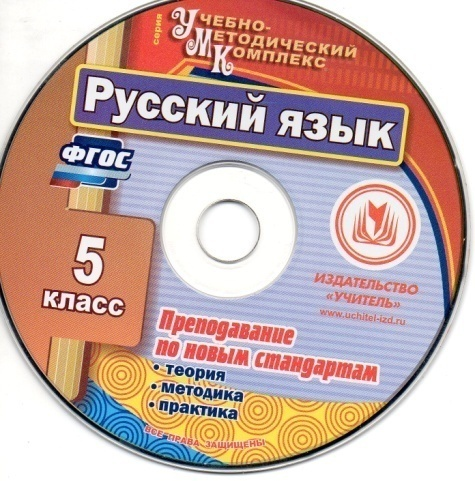 серия
Учебно-
Методический
Комплекс
Русский язык
ФГОС
5
класс
ИЗДАТЕЛЬСТВО
«УЧИТЕЛЬ»
www.uchitel-izd.ru
Преподавание
по новым стандартам
• теория
• методика
• практика
ВСЕ ПРАВА ЗАЩИЩЕНЫ